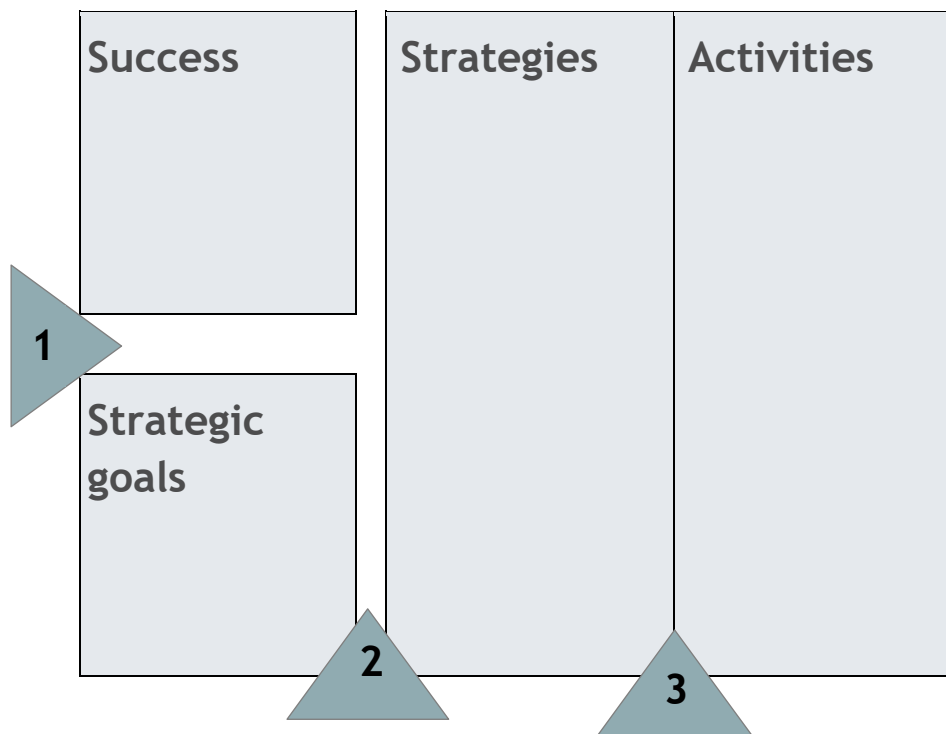 Success
Strategies
Activities
1
Strategic
goals
2
3